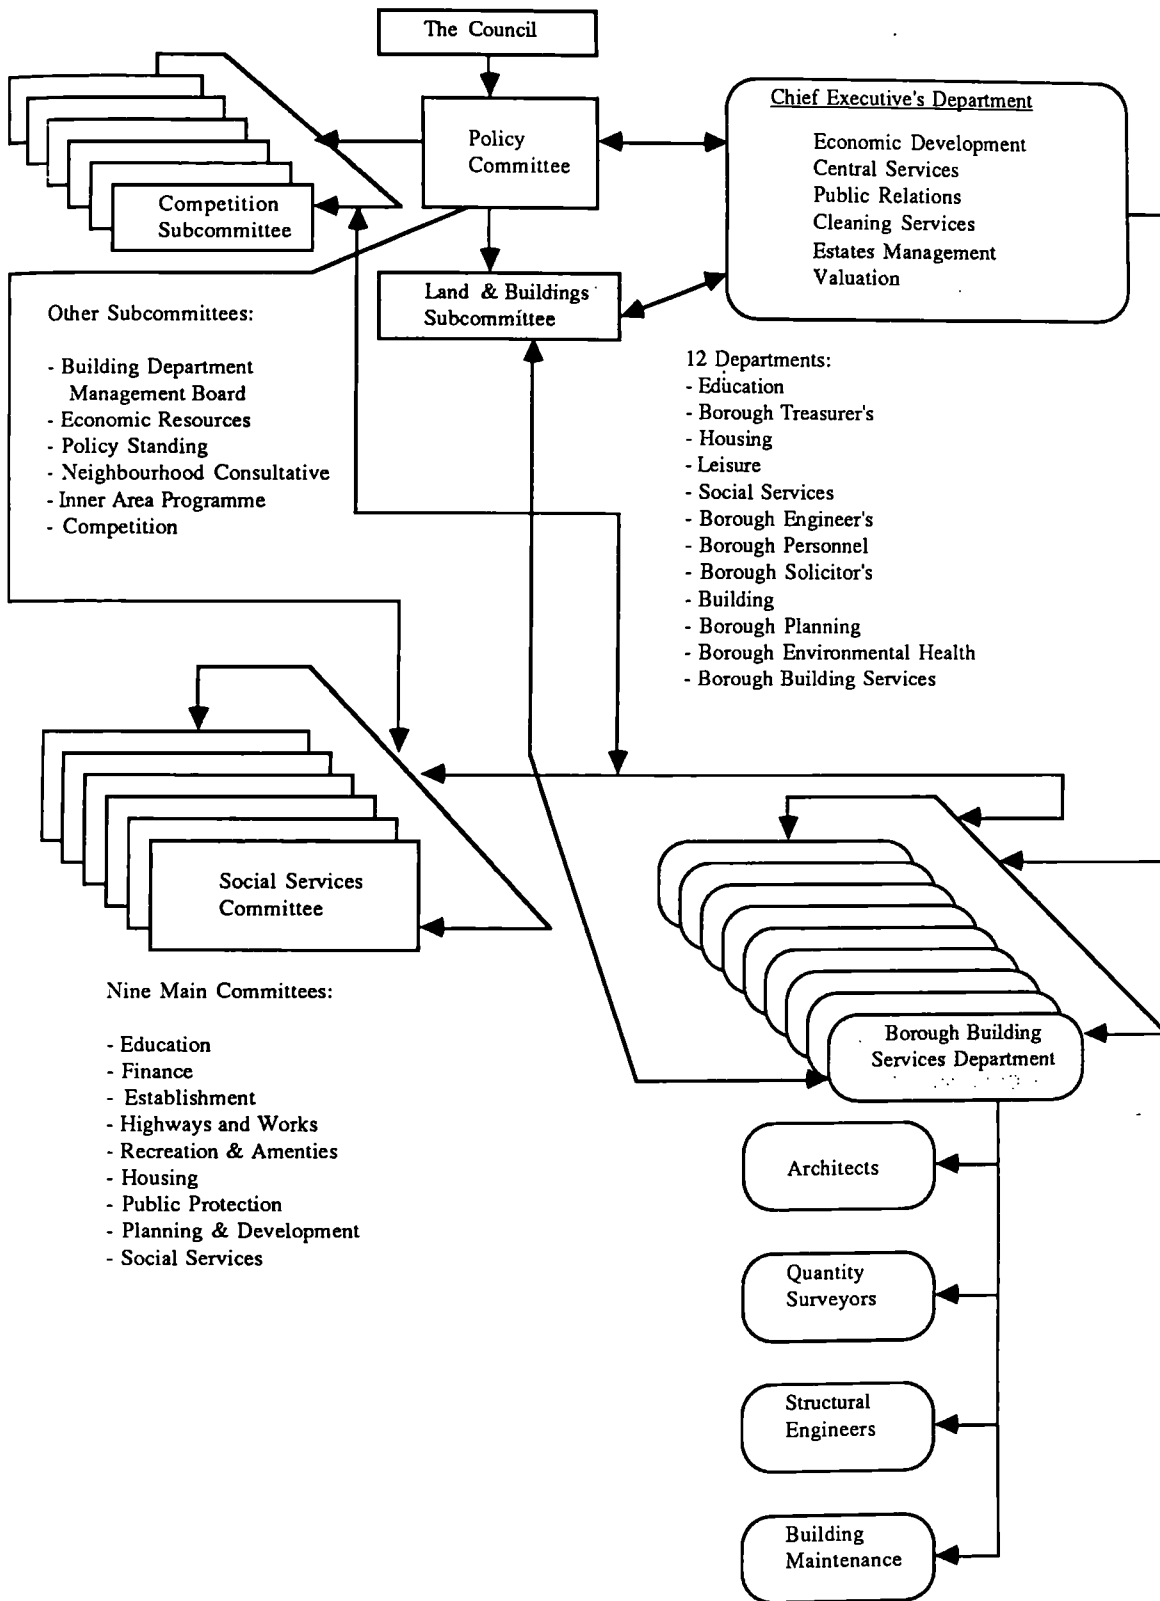 The Council
Policy
Committee
Chief Executive's Department
Economic Development
Central Services
Public Relations
Cleaning Services
Estates Management
Valuation
Competition
Subcommittee
Land & Buildings
Subcommittee
Other Subcommittees:
- Building Department
Management Board
- Economic Resources
- Policy Standing
- Neighbourhood Consultative
- Inner Area Programme
- Competition
12 Departments:
- Education
- Borough Treasurer's
- Housing
- Leisure
- Social Services
- Borough Engineer's
- Borough Personnel
- Borough Solicitor's
- Building
- Borough Planning
- Borough Environmental Health
- Borough Building Services
Social Services
Committee
Nine Main Committees:
- Education
- Finance
- Establishment
- Highways and Works
- Recreation & Amenties
- Housing
- Public Protection
- Planning & Development
- Social Services
Borough Building
Services Department
Architects
Quantity
Surveyors
Structural
Engineers
Building
Maintenance